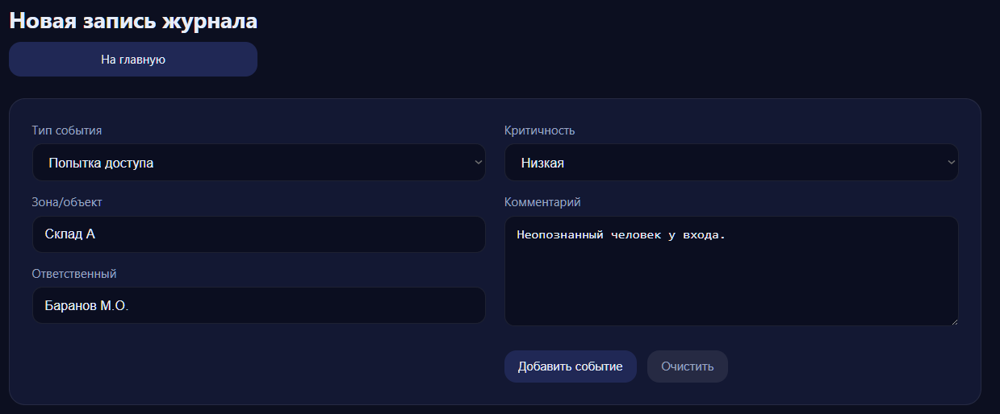 Новая запись журнала
На главную
Тип события
Попытка доступа
Зона/объект
Склад А
Ответственный
Баранов М.О.
Критичность
Низкая
Комментарий
Неопознанный человек у входа.
Добавить событие
Очистить